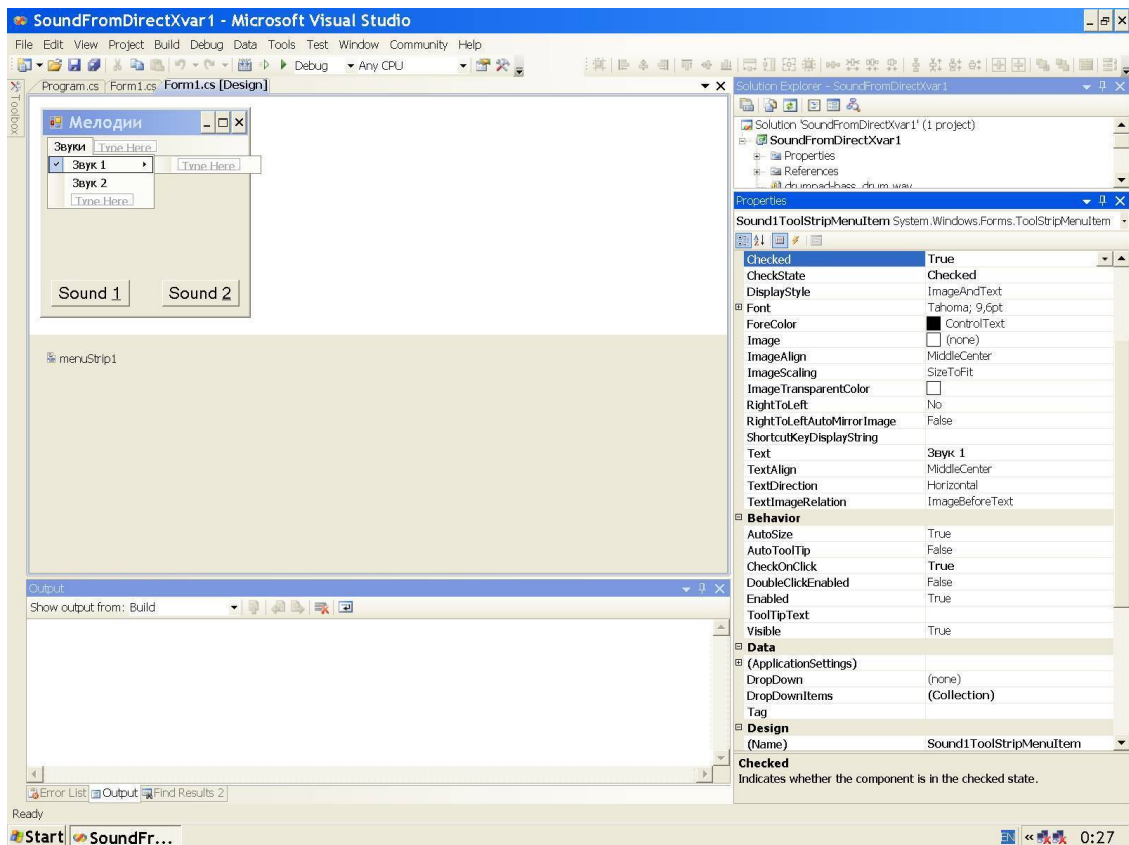 SoundFromDirectXvar1 - Microsoft Visual Studio
File Edit View Project Build Debug Data Tools Test Window Community Help
Debug Any CPU
Toolbox
Program.cs Form1.cs Form1.cs [Design]
Мелодии
Звуки Type Here
Звук 1 Type Here
Звук 2
Type Here
Sound 1 Sound 2
menuStrip1
Output
Show output from: Build
Error List Output Find Results 2
Solution Explorer - SoundFromDirectXvar1
Solution 'SoundFromDirectXvar1' (1 project)
SoundFromDirectXvar1
Properties
References
drumpad-bass_drum.wav
Properties
Sound1ToolStripMenuItem System.Windows.Forms.ToolStripMenuItem
Checked True
CheckState Checked
DisplayStyle ImageAndText
Font Tahoma; 9,6pt
ForeColor ControlText
Image (none)
ImageAlign MiddleCenter
ImageScaling SizeToFit
ImageTransparentColor
RightToLeft No
RightToLeftAutoMirrorImage False
ShortcutKeyDisplayString
Text Звук 1
TextAlign MiddleCenter
TextDirection Horizontal
TextImageRelation ImageBeforeText
Behavior
AutoSize True
AutoToolTip False
CheckOnClick True
DoubleClickEnabled False
Enabled True
ToolTipText
Visible True
Data
(ApplicationSettings)
DropDown (none)
DropDownItems (Collection)
Tag
Design
(Name) Sound1ToolStripMenuItem
Checked
Indicates whether the component is in the checked state.
Ready
Start SoundFr... EN « 0:27